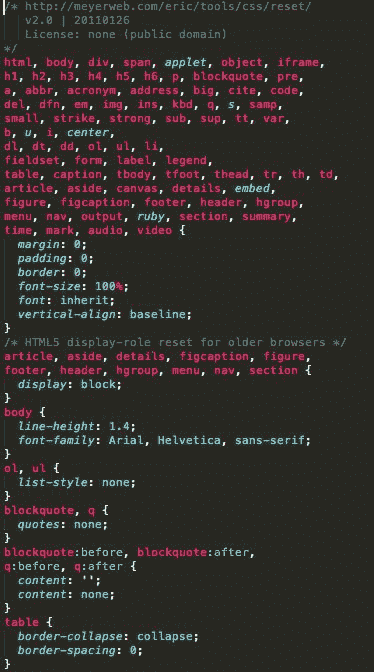 /* http://meyerweb.com/eric/tools/css/reset/
v2.0 | 20110126
License: none (public domain)
*/
html, body, div, span, applet, object, iframe,
h1, h2, h3, h4, h5, h6, p, blockquote, pre,
a, abbr, acronym, address, big, cite, code,
del, dfn, em, img, ins, kbd, q, s, samp,
small, strike, strong, sub, sup, tt, var,
b, u, i, center,
dl, dt, dd, ol, ul, li,
fieldset, form, label, legend,
table, caption, tbody, tfoot, thead, tr, th, td,
article, aside, canvas, details, embed,
figure, figcaption, footer, header, hgroup,
menu, nav, output, ruby, section, summary,
time, mark, audio, video {
  margin: 0;
  padding: 0;
  border: 0;
  font-size: 100%;
  font: inherit;
  vertical-align: baseline;
}
/* HTML5 display-role reset for older browsers */
article, aside, details, figcaption, figure,
footer, header, hgroup, menu, nav, section {
  display: block;
}
body {
  line-height: 1.4;
  font-family: Arial, Helvetica, sans-serif;
}
ol, ul {
  list-style: none;
}
blockquote, q {
  quotes: none;
}
blockquote:before, blockquote:after,
q:before, q:after {
  content: '';
  content: none;
}
table {
  border-collapse: collapse;
  border-spacing: 0;
}